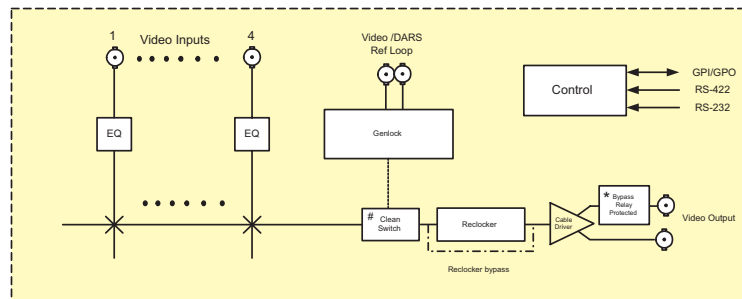 1 Video Inputs 4
Video /DARS
Ref Loop
Control
GPI/GPO
RS-422
RS-232
EQ
EQ
Genlock
# Clean
Switch
Reclocker
Reclocker bypass
Cable
Driver
* Bypass
Relay
Protected
Video Output